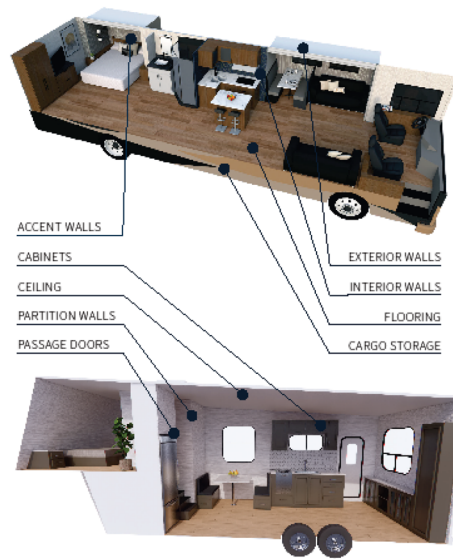 ACCENT WALLS
CABINETS
CEILING
PARTITION WALLS
PASSAGE DOORS
EXTERIOR WALLS
INTERIOR WALLS
FLOORING
CARGO STORAGE